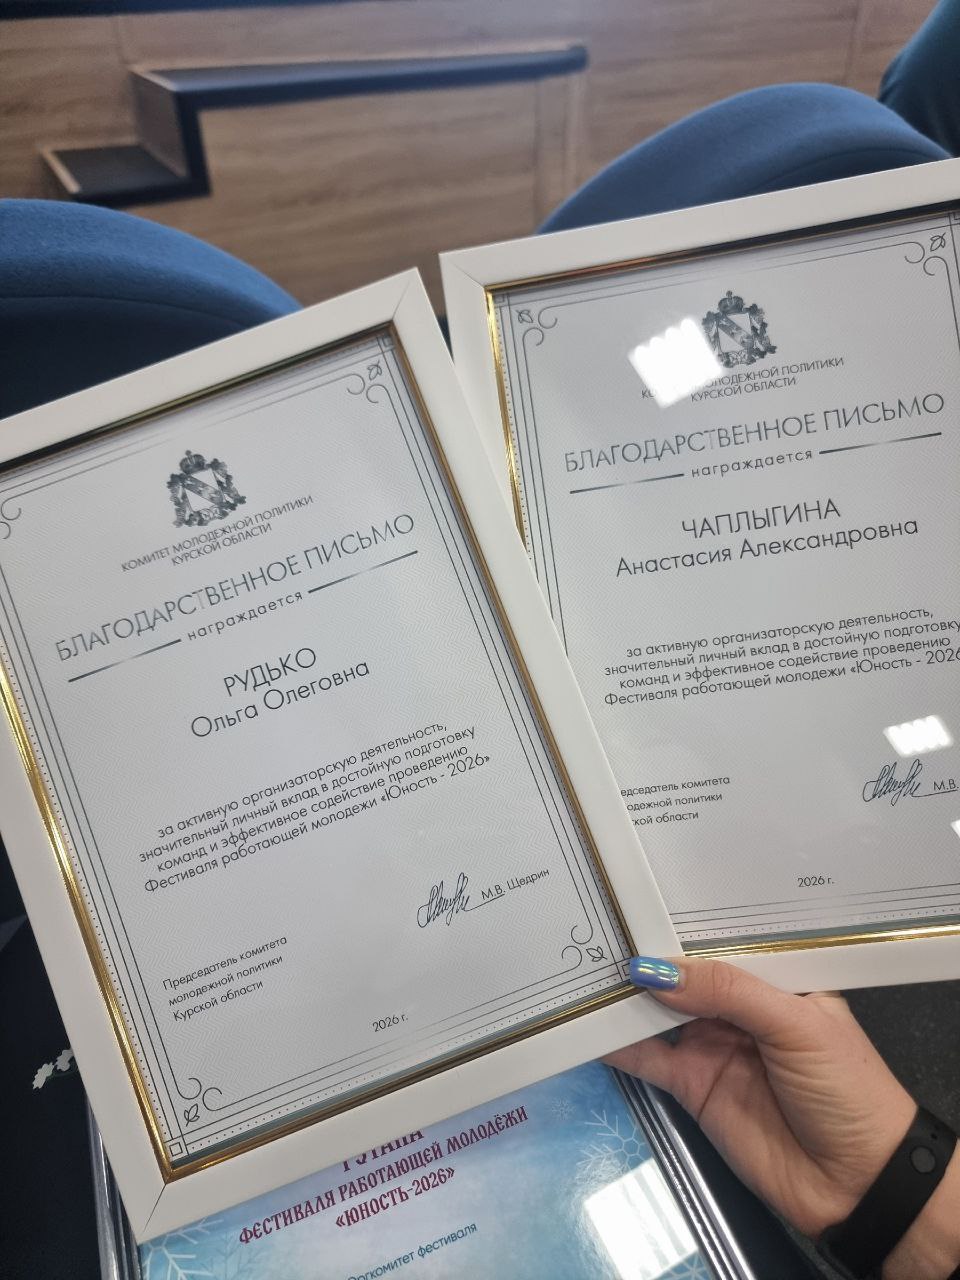 КОМИТЕТ МОЛОДЕЖНОЙ ПОЛИТИКИ
КУРСКОЙ ОБЛАСТИ
БЛАГОДАРСТВЕННОЕ ПИСЬМО
награждается
РУДЬКО
Ольга Олеговна
за активную организаторскую деятельность,
значительный личный вклад в достойную подготовку
команд и эффективное содействие проведению
Фестиваля работающей молодежи «Юность - 2026»
Председатель комитета
молодежной политики
Курской области
М.В. Щедрин
2026 г.
МОЛОДЕЖНОЙ ПОЛИТИКИ
КУРСКОЙ ОБЛАСТИ
БЛАГОДАРСТВЕННОЕ ПИСЬМО
награждается
ЧАПЛЫГИНА
Анастасия Александровна
за активную организаторскую деятельность,
значительный личный вклад в достойную подготовку
команд и эффективное содействие проведению
Фестиваля работающей молодежи «Юность - 2026
седатель комитета
одежной политики
ской области
М.В.
2026 г.
ФЕСТИВАЛЯ РАБОТАЮЩЕЙ МОЛОДЁЖИ
«ЮНОСТЬ-2026»
Оргкомитет фестиваля